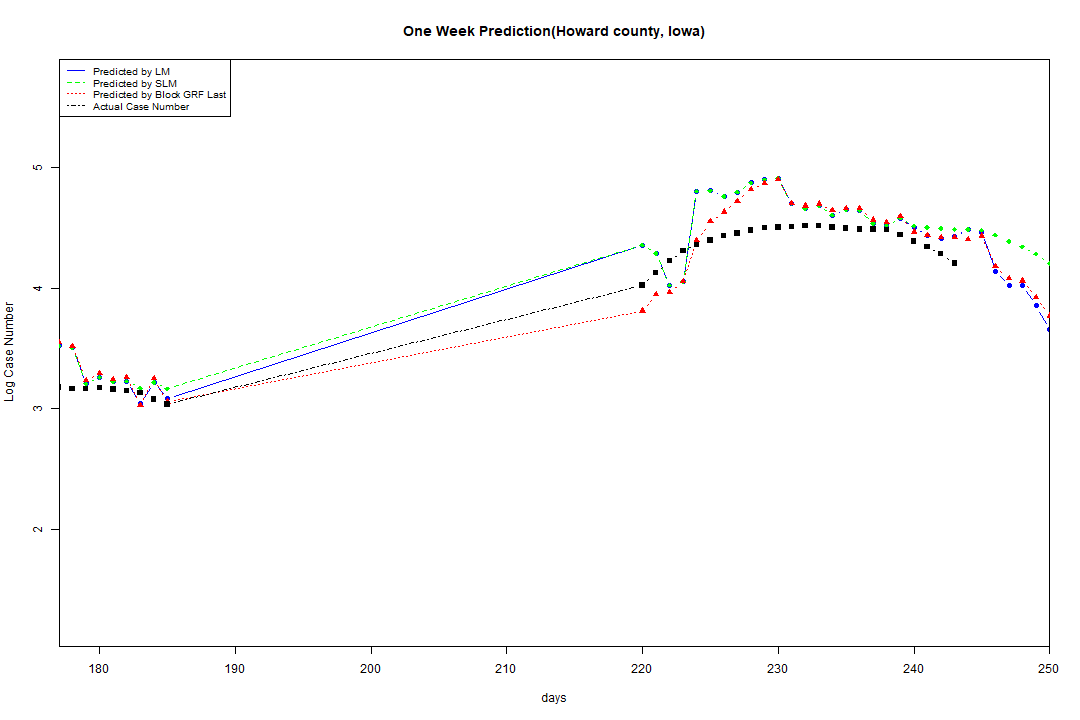 One Week Prediction(Howard county, Iowa)
Predicted by LM
Predicted by SLM
Predicted by Block GRF Last
Actual Case Number
5
4
3
2
Log Case Number
180 190 200 210 220 230 240 250
days